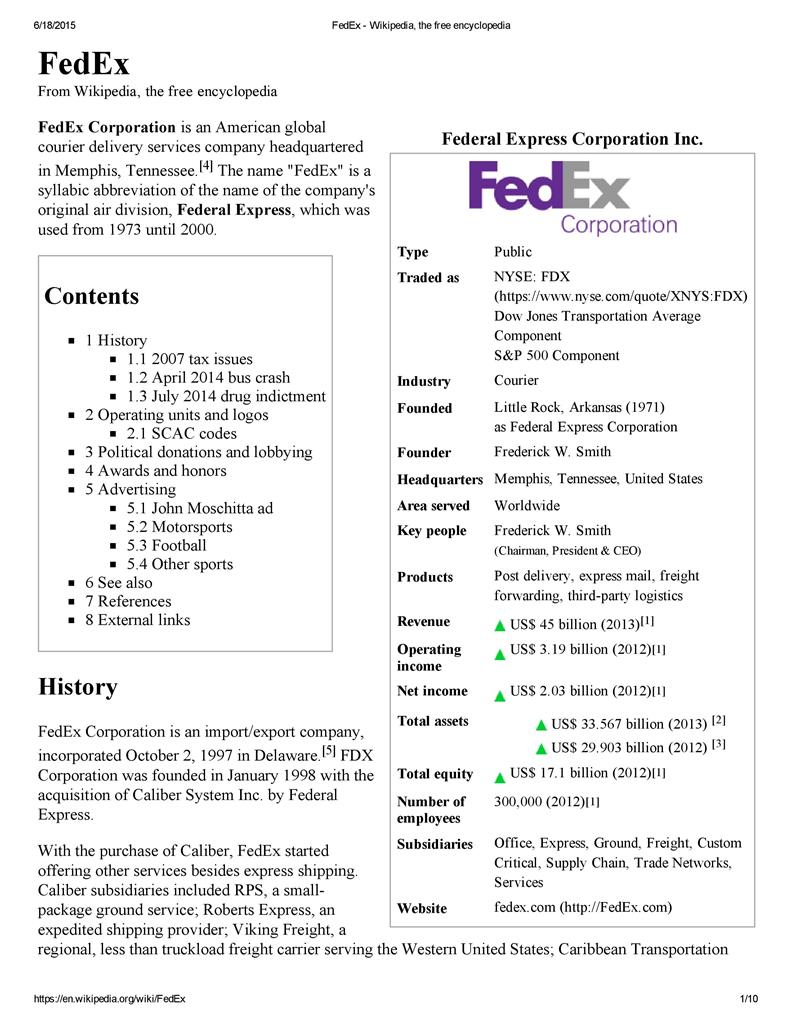 6/18/2015
FedEx - Wikipedia, the free encyclopedia
FedEx
From Wikipedia, the free encyclopedia
FedEx Corporation is an American global
courier delivery services company headquartered
in Memphis, Tennessee.[4] The name "FedEx" is a
syllabic abbreviation of the name of the company's
original air division, Federal Express, which was
used from 1973 until 2000.
Contents
1 History
1.1 2007 tax issues
1.2 April 2014 bus crash
1.3 July 2014 drug indictment
2 Operating units and logos
2.1 SCAC codes
3 Political donations and lobbying
4 Awards and honors
5 Advertising
5.1 John Moschitta ad
5.2 Motorsports
5.3 Football
5.4 Other sports
6 See also
7 References
8 External links
Federal Express Corporation Inc.
FedEx
Corporation
Type Public
Traded as NYSE: FDX
(https://www.nyse.com/quote/XNYS:FDX)
Dow Jones Transportation Average
Component
S&P 500 Component
Industry Courier
Founded Little Rock, Arkansas (1971)
as Federal Express Corporation
Founder Frederick W. Smith
Headquarters Memphis, Tennessee, United States
Area served Worldwide
Key people Frederick W. Smith
(Chairman, President & CEO)
Products Post delivery, express mail, freight
forwarding, third-party logistics
Revenue ▲ US$ 45 billion (2013)[1]
Operating ▲ US$ 3.19 billion (2012)[1]
income
Net income ▲ US$ 2.03 billion (2012)[1]
Total assets ▲ US$ 33.567 billion (2013) [2]
▲ US$ 29.903 billion (2012) [3]
Total equity ▲ US$ 17.1 billion (2012)[1]
Number of 300,000 (2012)[1]
employees
Subsidiaries Office, Express, Ground, Freight, Custom
Critical, Supply Chain, Trade Networks,
Services
Website fedex.com (http://FedEx.com)
History
FedEx Corporation is an import/export company,
incorporated October 2, 1997 in Delaware.[5] FDX
Corporation was founded in January 1998 with the
acquisition of Caliber System Inc. by Federal
Express.
With the purchase of Caliber, FedEx started
offering other services besides express shipping.
Caliber subsidiaries included RPS, a small-
package ground service; Roberts Express, an
expedited shipping provider; Viking Freight, a
regional, less than truckload freight carrier serving the Western United States; Caribbean Transportation
https://en.wikipedia.org/wiki/FedEx
1/10